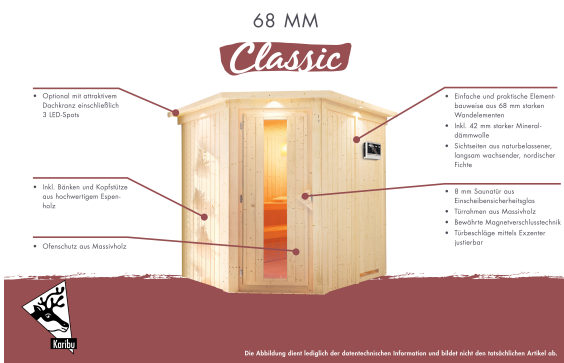 68 MM
Classic
• Optional mit attraktivem
Dachkranz einschließlich
3 LED-Spots
• Inkl. Bänken und Kopfstütze
aus hochwertigem Espen-
holz
• Ofenschutz aus Massivholz
• Einfache und praktische Element-
bauweise aus 68 mm starken
Wandelementen
• Inkl. 42 mm starker Mineral-
dämmwolle
• Sichtseiten aus naturbelassener,
langsam wachsender, nordischer
Fichte
• 8 mm Saunatür aus
Einscheibensicherheitsglas
• Türrahmen aus Massivholz
• Bewährte Magnetverschlusstechnik
• Türbeschläge mittels Exzenter
justierbar
Karibu
Die Abbildung dient lediglich der datentechnischen Information und bildet nicht den tatsächlichen Artikel ab.